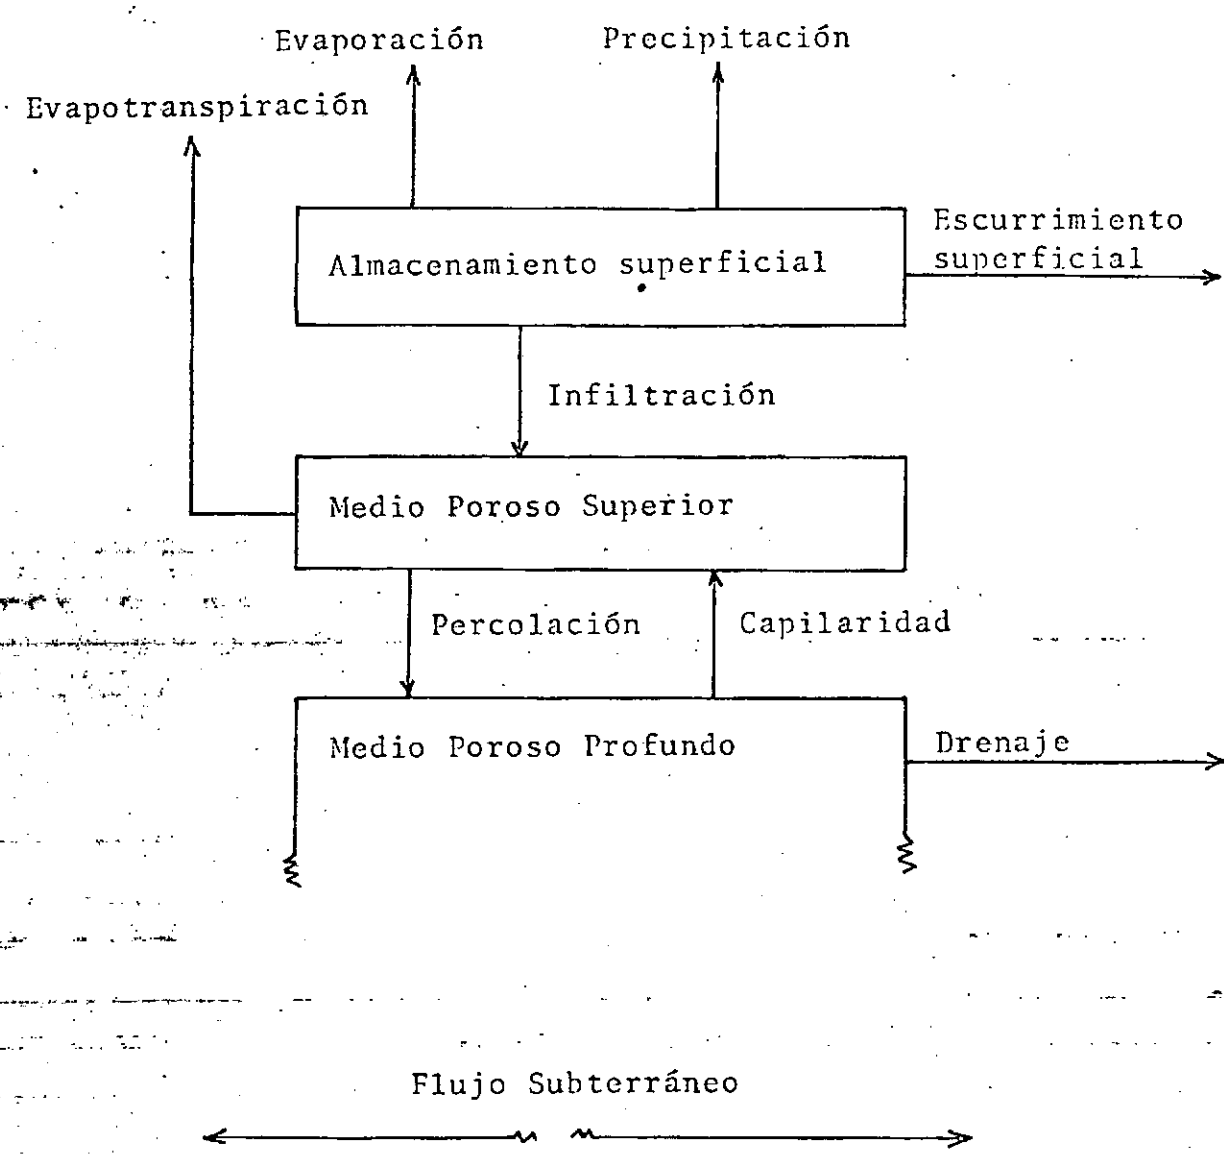 Evaporación
Precipitación
Evapotranspiración
Escurrimiento
superficial
Almacenamiento superficial
Infiltración
Medio Poroso Superior
Percolación
Capilaridad
Medio Poroso Profundo
Drenaje
Flujo Subterráneo